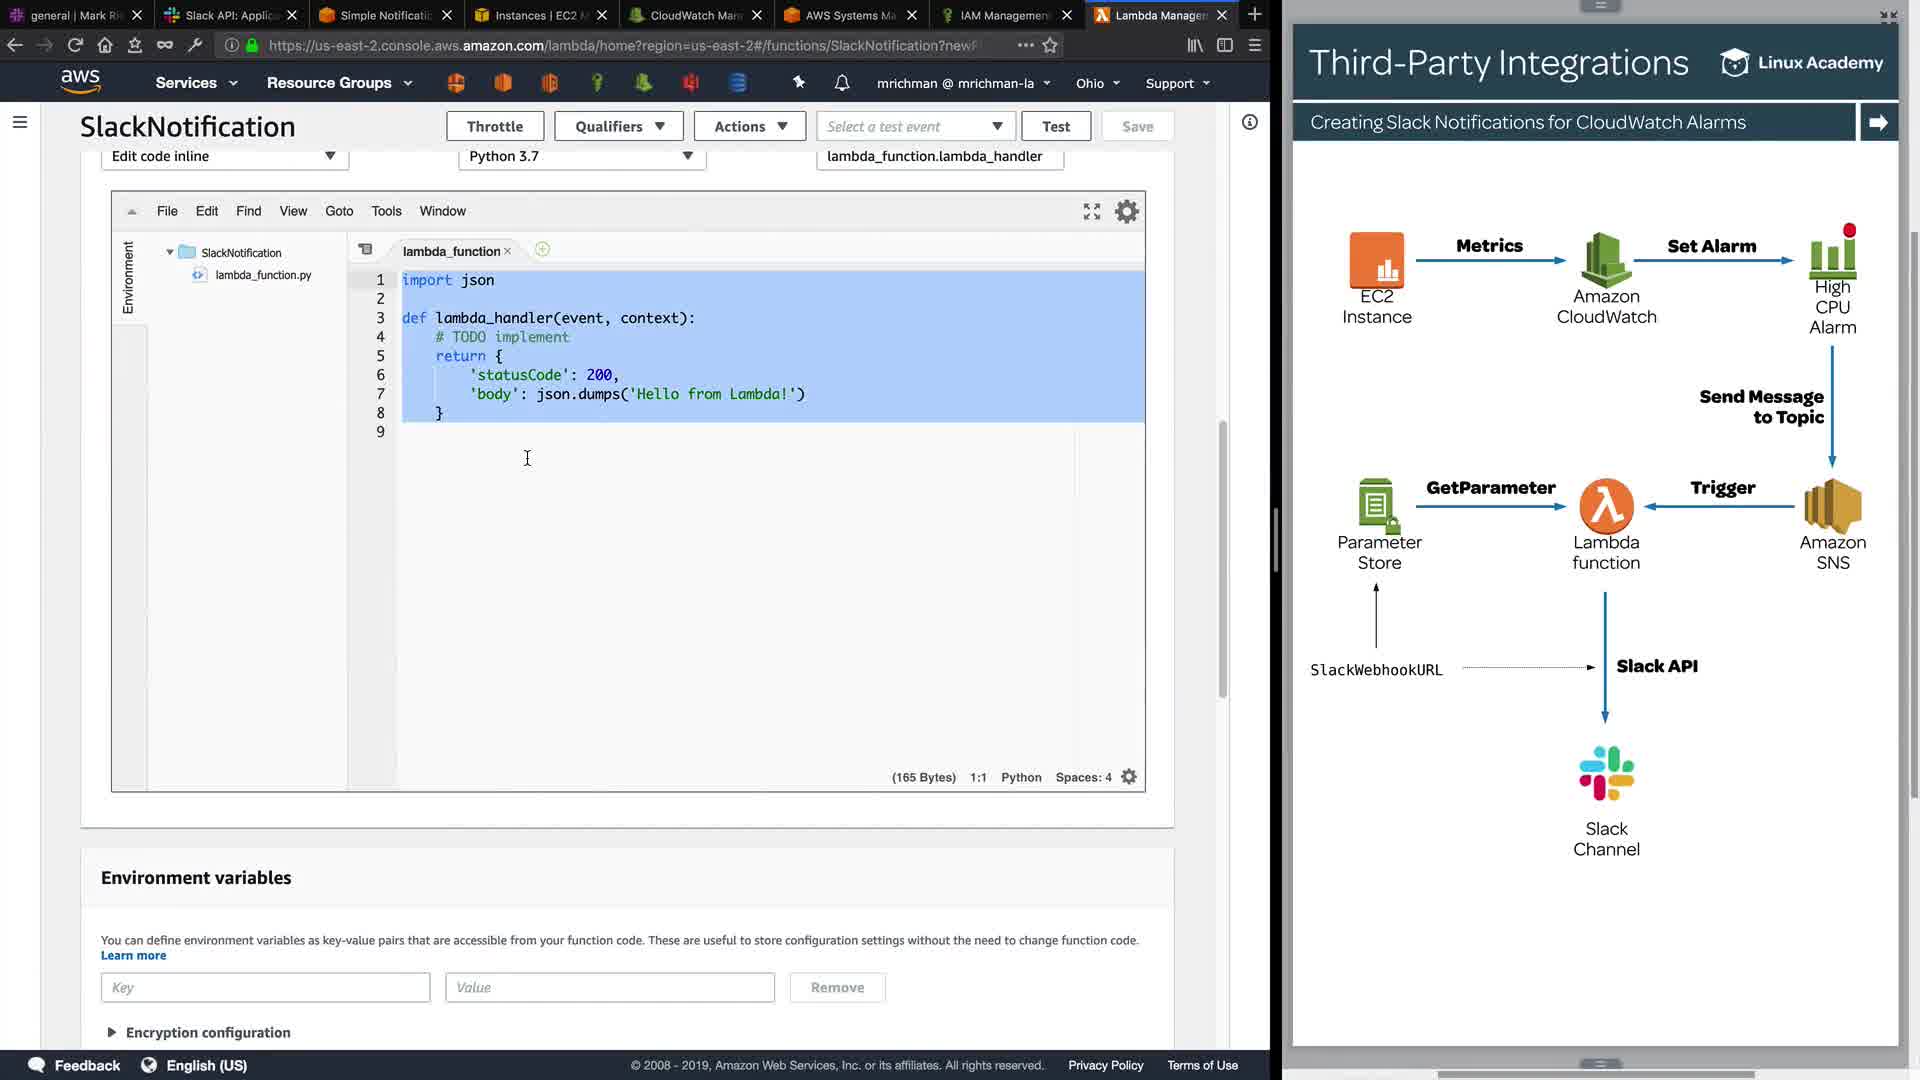 general | Mark Ri
Slack API: Applic
Simple Notificatio
Instances | EC2 M
CloudWatch Man
AWS Systems Ma
IAM Management
Lambda Manager
https://us-east-2.console.aws.amazon.com/lambda/home?region=us-east-2#/functions/SlackNotification?newF
aws
Services
Resource Groups
mrichman @ mrichman-la
Ohio
Support
SlackNotification
Throttle
Qualifiers
Actions
Select a test event
Test
Save
Edit code inline
Python 3.7
lambda_function.lambda_handler
File
Edit
Find
View
Goto
Tools
Window
Environment
SlackNotification
lambda_function.py
lambda_function
1 import json
2
3 def lambda_handler(event, context):
4 # TODO implement
5 return {
6 'statusCode': 200,
7 'body': json.dumps('Hello from Lambda!')
8 }
9
(165 Bytes)
1:1
Python
Spaces: 4
Environment variables
You can define environment variables as key-value pairs that are accessible from your function code. These are useful to store configuration settings without the need to change function code.
Learn more
Key
Value
Remove
Encryption configuration
Feedback
English (US)
© 2008 - 2019, Amazon Web Services, Inc. or its affiliates. All rights reserved.
Privacy Policy
Terms of Use
Third-Party Integrations
Linux Academy
Creating Slack Notifications for CloudWatch Alarms
Metrics
Set Alarm
EC2
Instance
Amazon
CloudWatch
High
CPU
Alarm
Send Message
to Topic
GetParameter
Trigger
Parameter
Store
Lambda
function
Amazon
SNS
SlackWebhookURL
Slack API
Slack
Channel